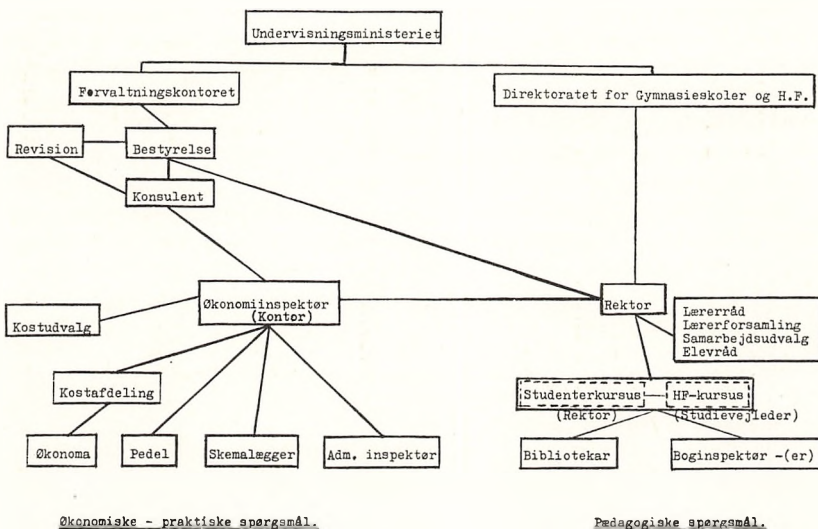 Undervisningsministeriet
Forvaltningskontoret
Direktoratet for Gymnasieskoler og H.F.
Revision
Bestyrelse
Konsulent
Økonomiinspektør
(Kontor)
Rektor
Kostudvalg
Lærerråd
Lærerforsamling
Samarbejdsudvalg
Elevråd
Kostafdeling
Studenterkursus
HF-kursus
(Rektor)
(Studievejleder)
Økonoma
Pedel
Skemalægger
Adm. inspektør
Bibliotekar
Boginspektør -(er)
Økonomiske - praktiske spørgsmål.
Pædagogiske spørgsmål.